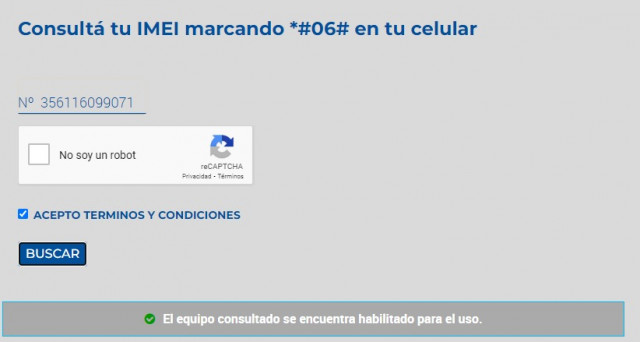 Consultá tu IMEI marcando *#06# en tu celular
Nº 356116099071
No soy un robot
reCAPTCHA
Privacidad - Términos
ACEPTO TERMINOS Y CONDICIONES
BUSCAR
El equipo consultado se encuentra habilitado para el uso.